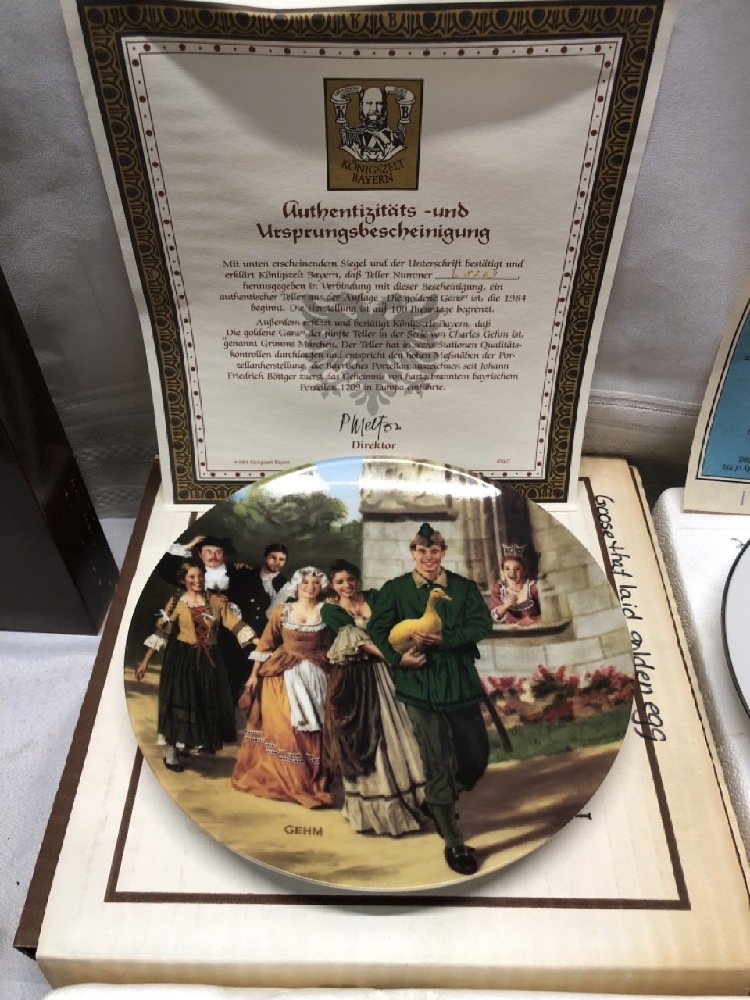 K B
KÖNIGSZELT
BAYERN
Authentizitäts -und
Ursprungsbescheinigung
Mit unten erscheinendem Siegel und der Unterschrift bestätigt und
erklärt Königszelt Bayern, daß Teller Nummer
herausgegeben in Verbindung mit dieser Bescheinigung, ein
authentischer Teller aus der Auflage „Die goldene Gans" ist, die 1984
beginnt. Die Herstellung ist auf 100 Brenntage begrenzt.
Außerdem erklärt und bestätigt Königszelt Bayern, daß
„Die goldene Gans" der fünfte Teller in der Serie von Charles Gehm ist,
genannt Grimms Märchen. Der Teller hat in sechs Stationen Qualitäts-
kontrollen durchlaufen und entspricht den hohen Maßstäben der Por-
zellanherstellung, die bayrisches Porzellan auszeichnen seit Johann
Friedrich Böttger zuerst das Geheimnis von hartgebranntem bayrischem
Porzellan 1709 in Europa einführte.
Direktor
©1984 Königszelt Bayern
GEHM
Goose that laid golden egg